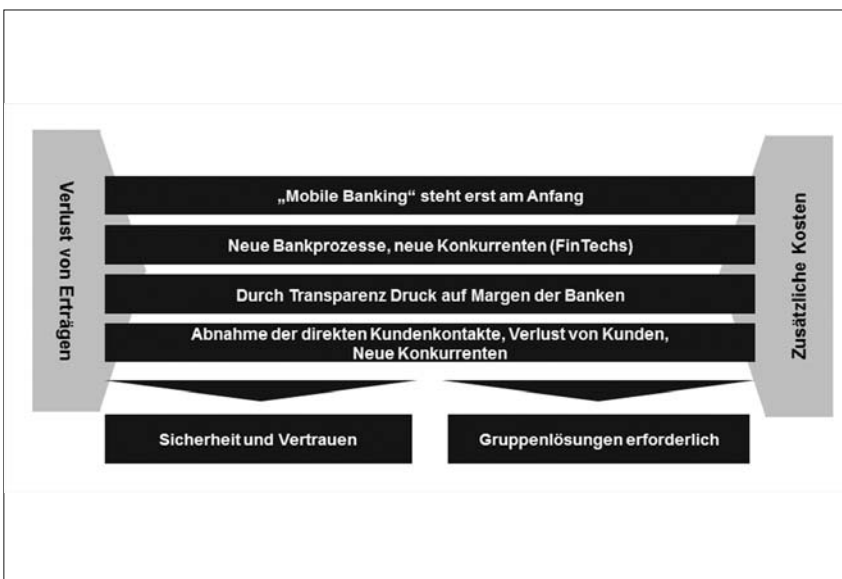 Verlust von Erträgen
„Mobile Banking“ steht erst am Anfang
Neue Bankprozesse, neue Konkurrenten (FinTechs)
Durch Transparenz Druck auf Margen der Banken
Abnahme der direkten Kundenkontakte, Verlust von Kunden,
Neue Konkurrenten
Zusätzliche Kosten
Sicherheit und Vertrauen
Gruppenlösungen erforderlich